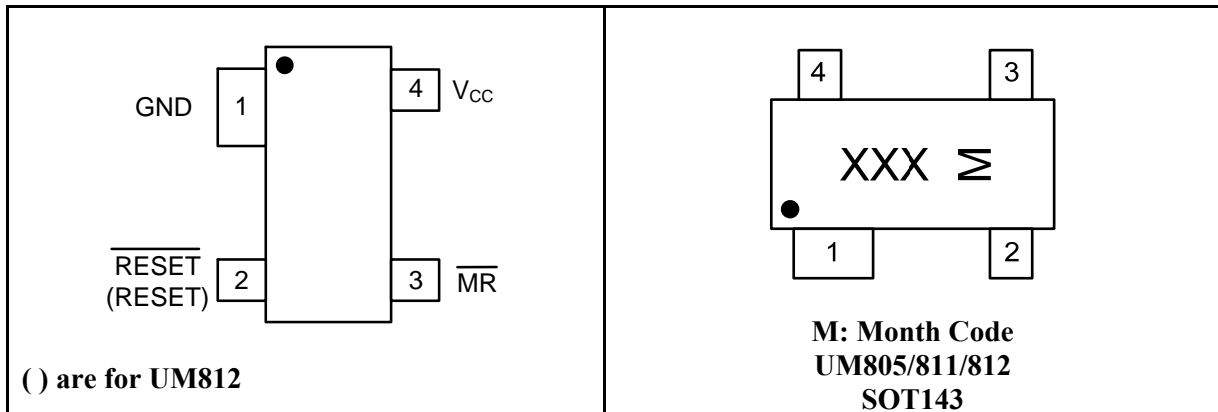 GND 1
4 VCC
RESET
(RESET) 2
3 MR
( ) are for UM812
4 3
XXX M
1 2
M: Month Code
UM805/811/812
SOT143